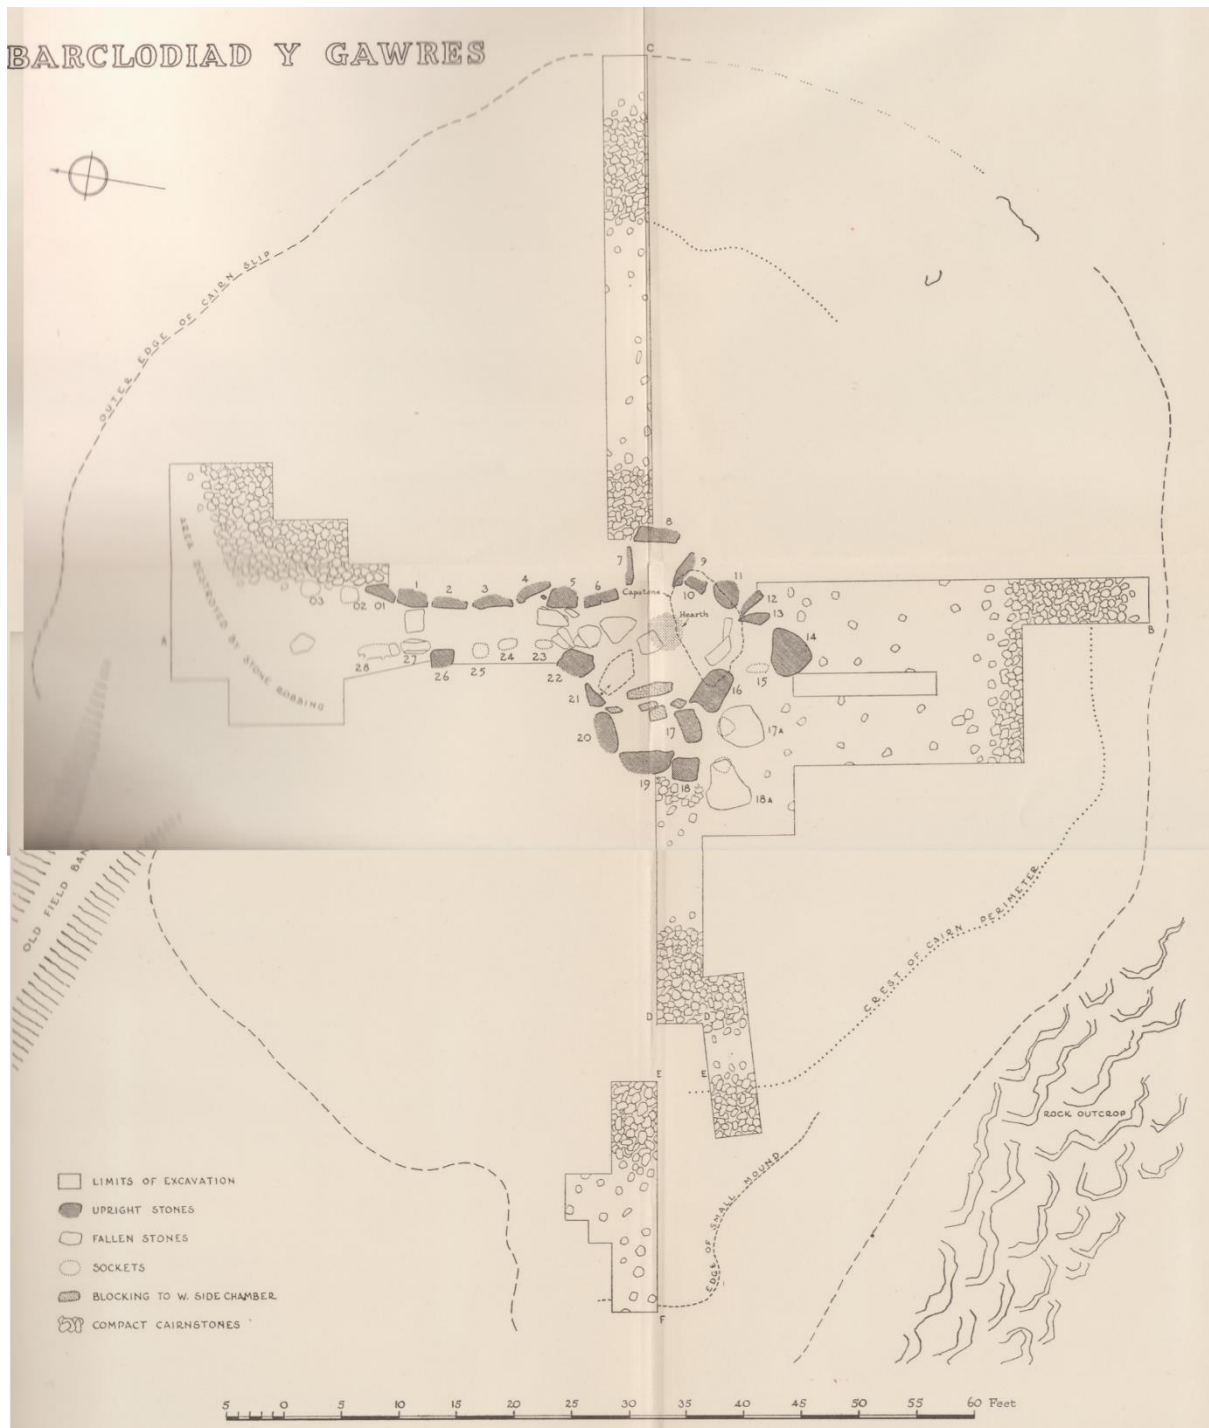 BARCLODIAD Y GAWRES
C
OUTER EDGE OF CAIRN SLIP
AREA DESTROYED BY STONE ROBBING
A
B
03
02
01
1
2
3
4
5
6
7
8
9
10
11
12
13
14
15
16
17
17A
18
18A
19
20
21
22
23
24
25
26
27
28
Capstone
Hearth
OLD FIELD BAN
CREST OF CAIRN PERIMETER
D
D
E
E
ROCK OUTCROP
EDGE OF SMALL MOUND
F
LIMITS OF EXCAVATION
UPRIGHT STONES
FALLEN STONES
SOCKETS
BLOCKING TO W. SIDE CHAMBER
COMPACT CAIRNSTONES
5 0 5 10 15 20 25 30 35 40 45 50 55 60 Feet